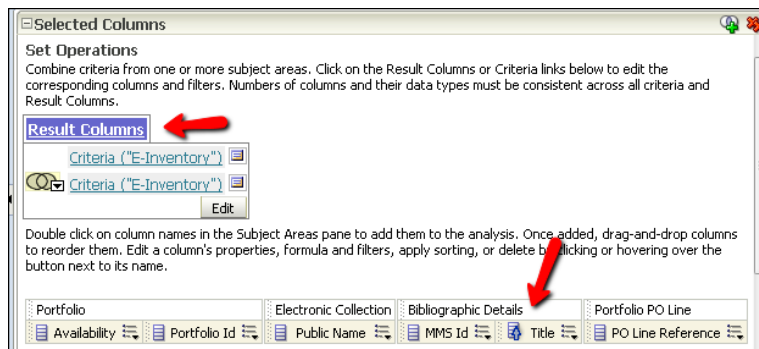 Selected Columns
Set Operations
Combine criteria from one or more subject areas. Click on the Result Columns or Criteria links below to edit the
corresponding columns and filters. Numbers of columns and their data types must be consistent across all criteria and
Result Columns.
Result Columns
Criteria ("E-Inventory")
Criteria ("E-Inventory")
Edit
Double click on column names in the Subject Areas pane to add them to the analysis. Once added, drag-and-drop columns
to reorder them. Edit a column's properties, formula and filters, apply sorting, or delete by clicking or hovering over the
button next to its name.
Portfolio Electronic Collection Bibliographic Details Portfolio PO Line
Availability Portfolio Id Public Name MMS Id Title PO Line Reference